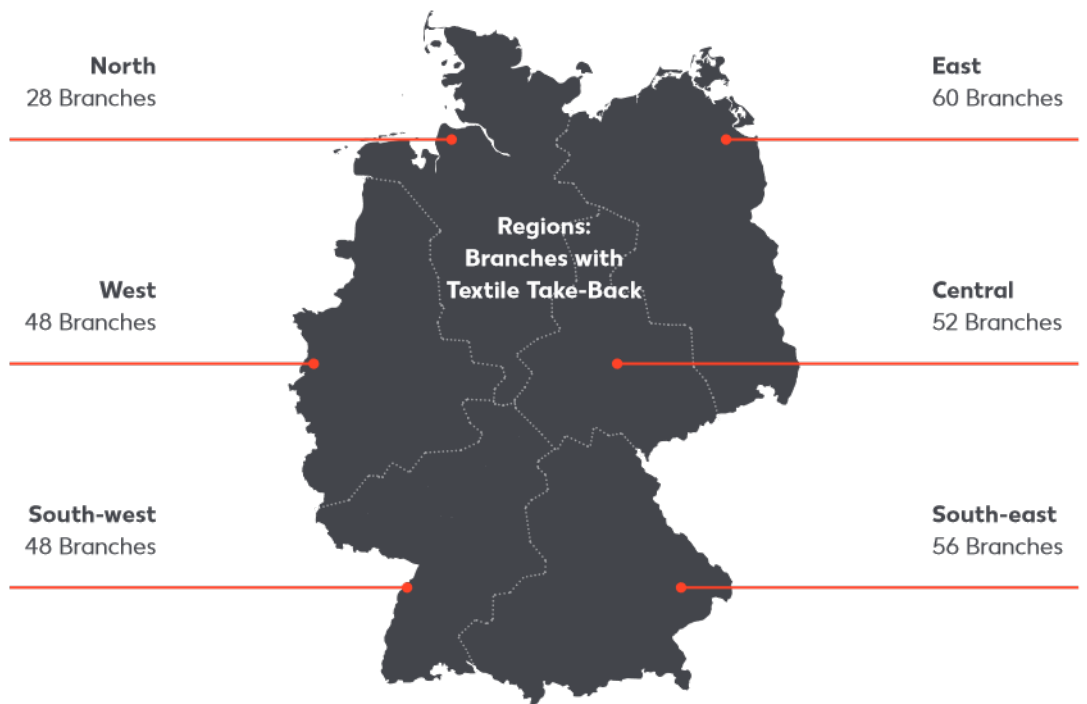 North
28 Branches
East
60 Branches
Regions:
Branches with
Textile Take-Back
West
48 Branches
Central
52 Branches
South-west
48 Branches
South-east
56 Branches